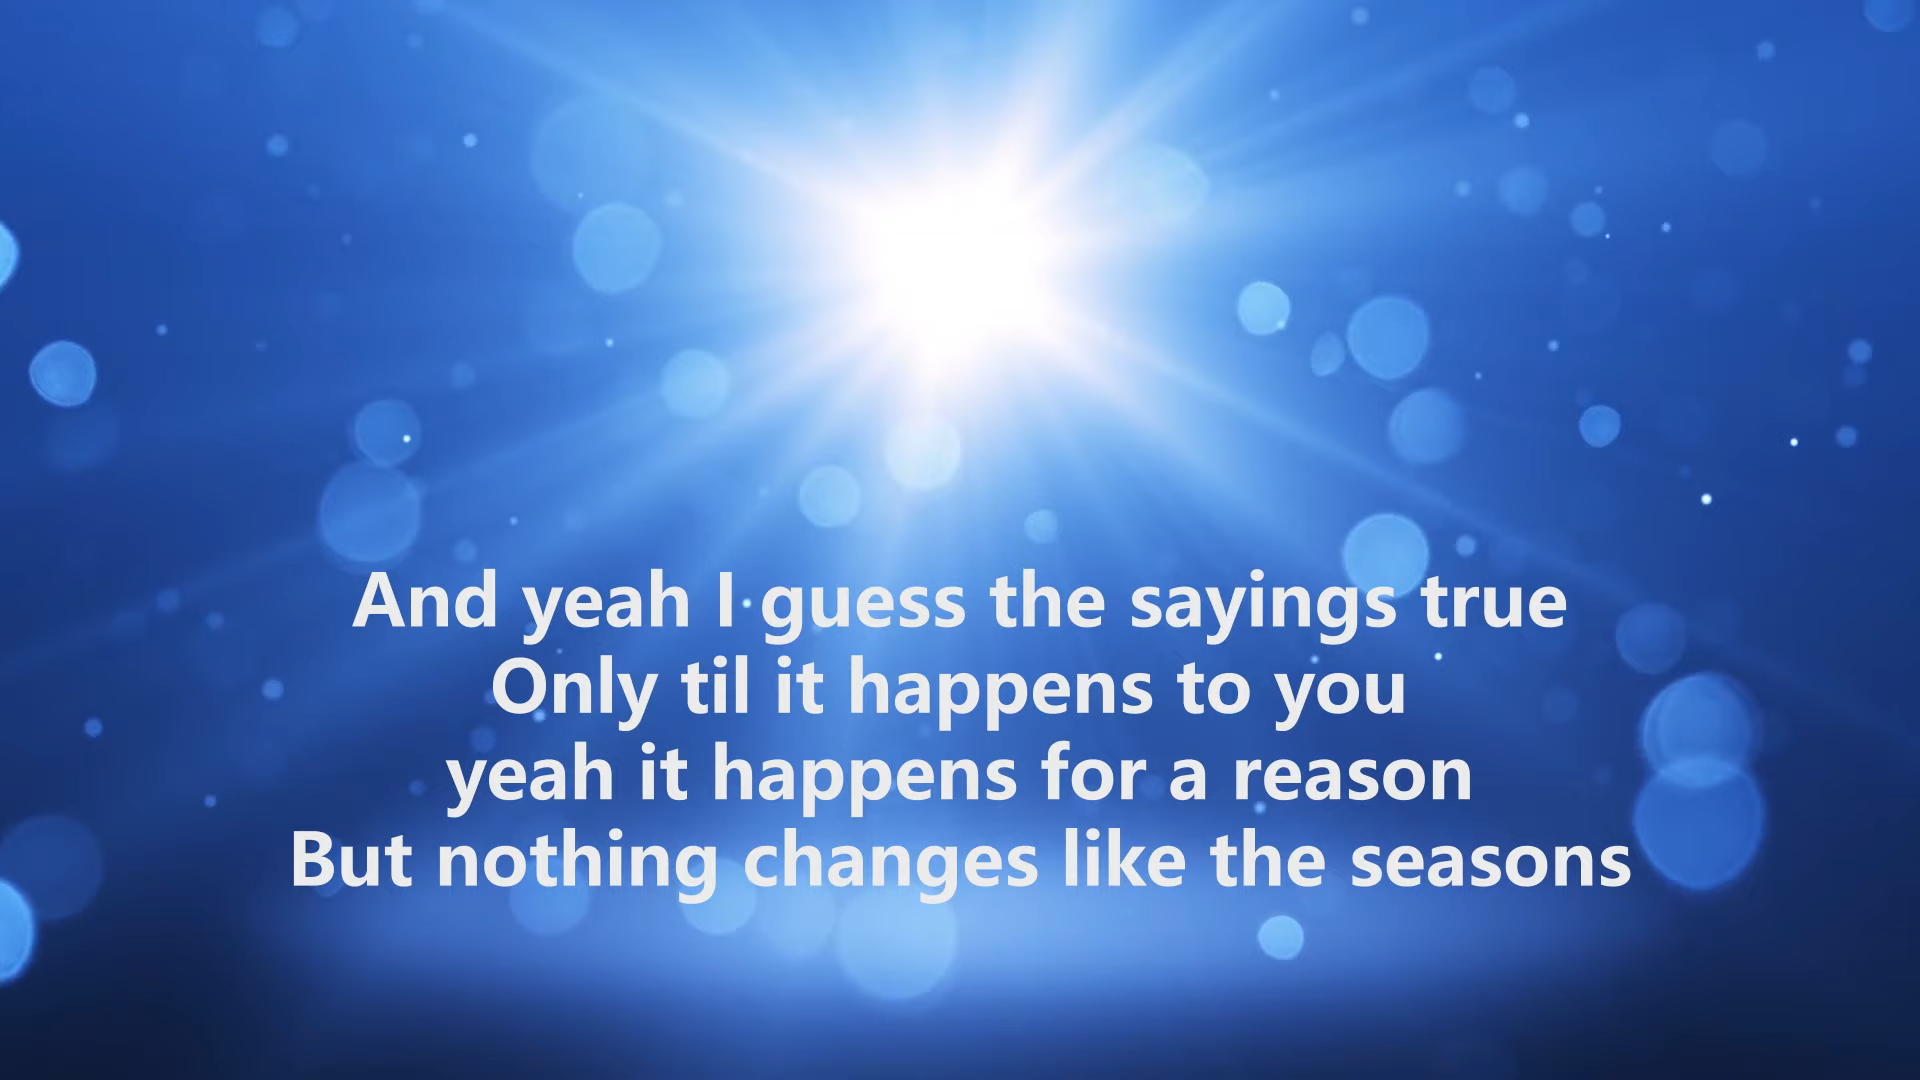 And yeah I guess the sayings true
Only til it happens to you
yeah it happens for a reason
But nothing changes like the seasons